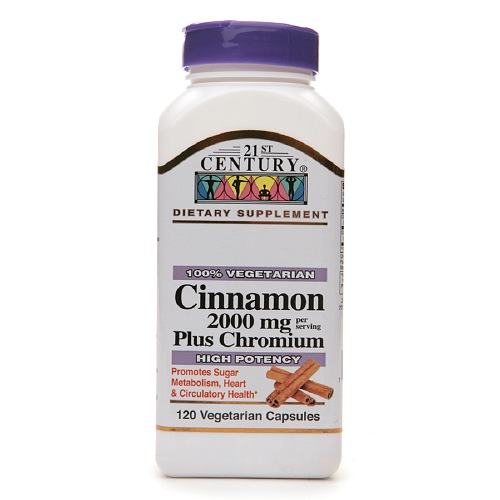 21ST
CENTURY®
DIETARY SUPPLEMENT
100% VEGETARIAN
Cinnamon
2000 mg per serving
Plus Chromium
HIGH POTENCY
Promotes Sugar
Metabolism, Heart
& Circulatory Health*
120 Vegetarian Capsules